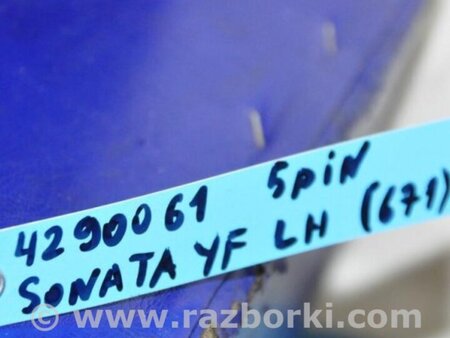 4290061 5piN
SONATA YF LH (671)
www.razborki.com